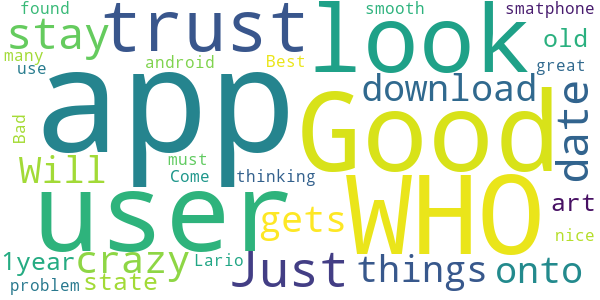 found
trust
look
smooth
smatphone
stay
old
many
android
Best
great
use
app
download
Good
date
Bad
Will
must
Come
thinking
user
WHO
art
gets
nice
1year
crazy
Lario
Just
things
onto
problem
state